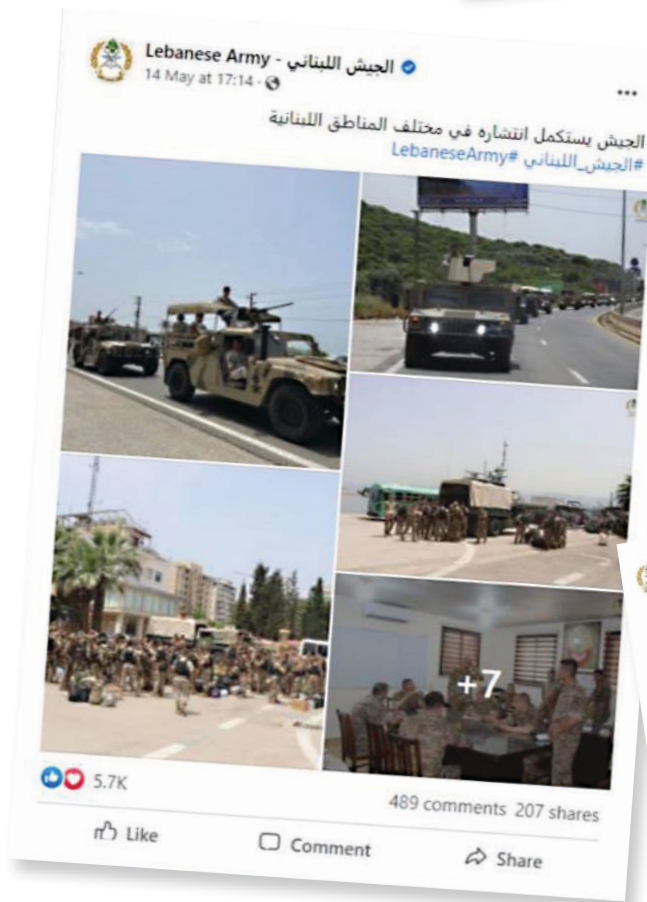 Lebanese Army - الجيش اللبناني
14 May at 17:14
الجيش يستكمل انتشاره في مختلف المناطق اللبنانية
#الجيش_اللبناني #LebaneseArmy
+7
5.7K
489 comments 207 shares
Like
Comment
Share